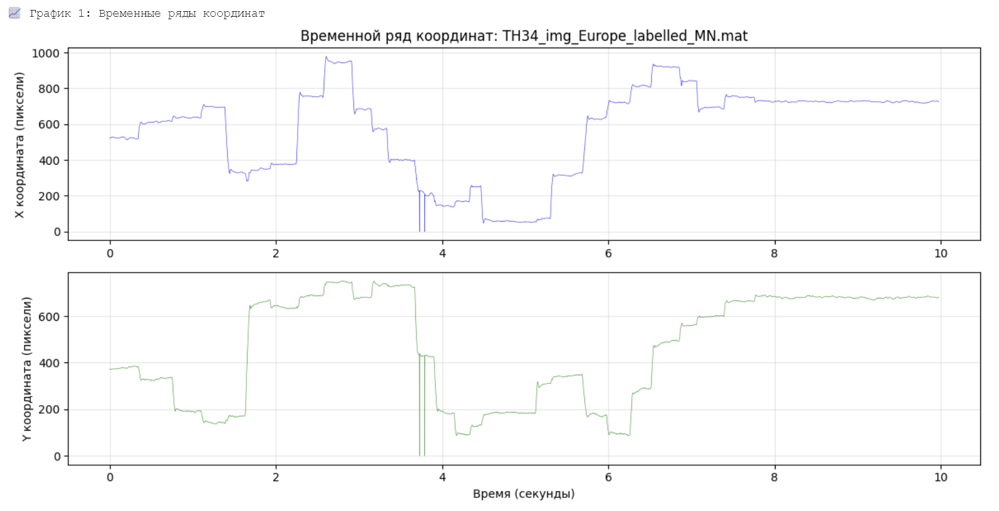 📈 График 1: Временные ряды координат
Временной ряд координат: TH34_img_Europe_labelled_MN.mat
X координата (пиксели)
1000
800
600
400
200
0
0 2 4 6 8 10
Y координата (пиксели)
600
400
200
0
0 2 4 6 8 10
Время (секунды)